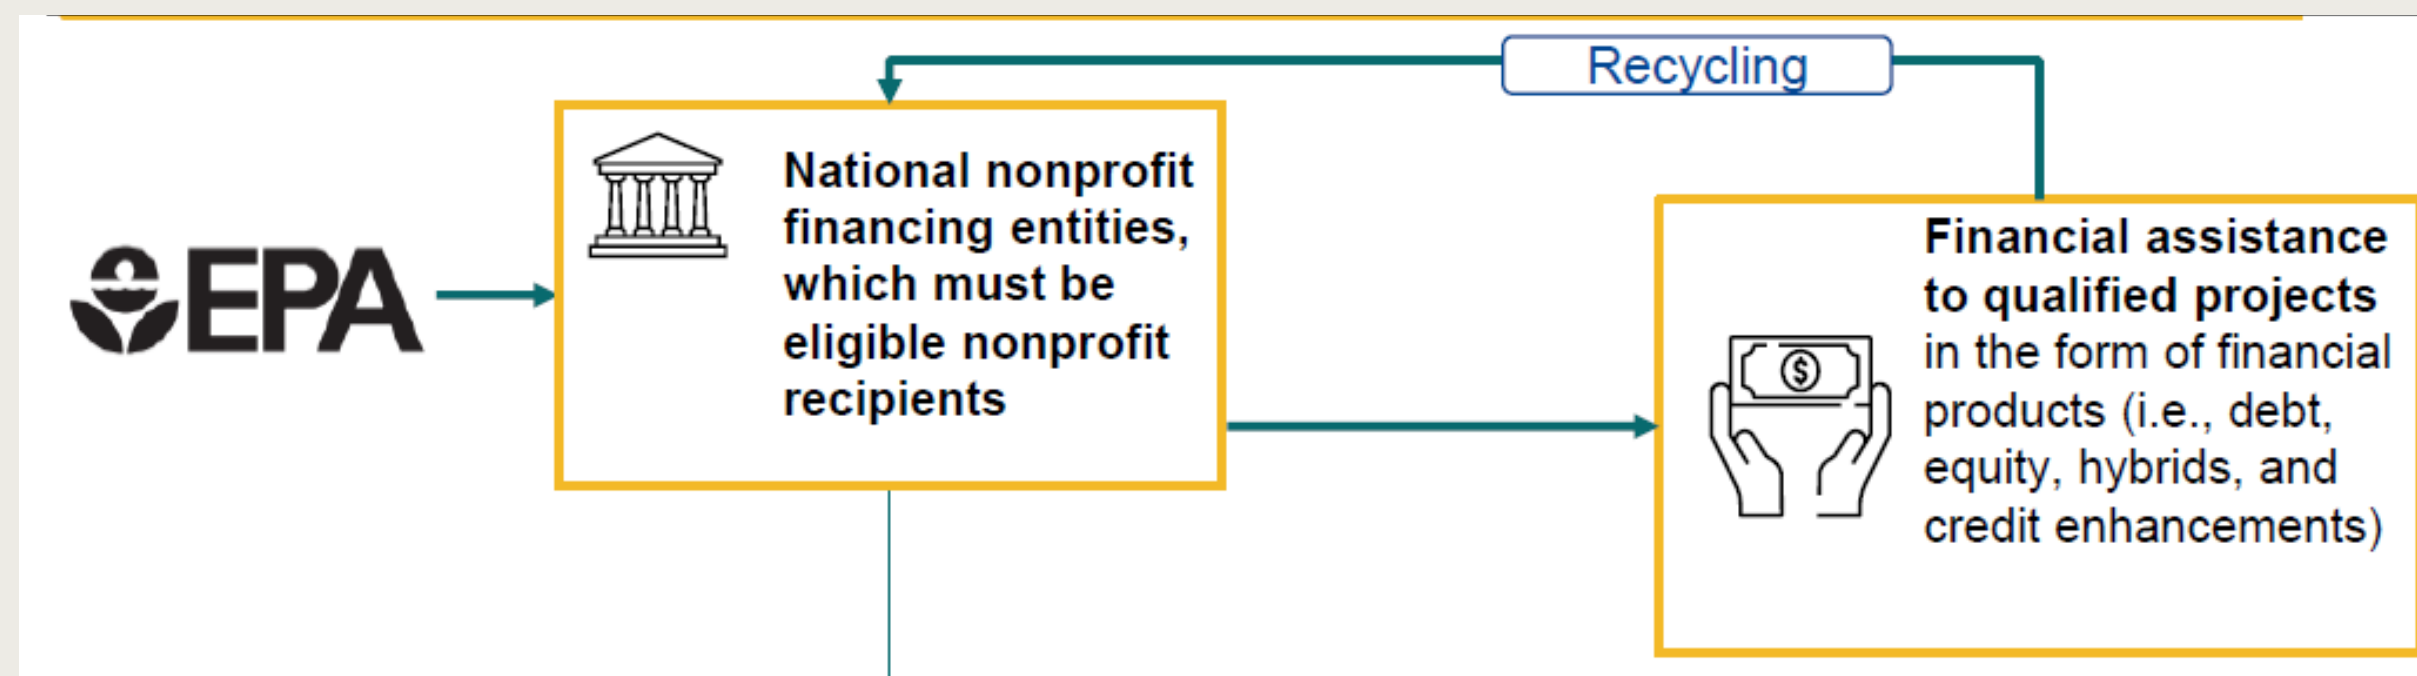 Recycling
National nonprofit
financing entities,
which must be
eligible nonprofit
recipients
EPA
Financial assistance
to qualified projects
in the form of financial
products (i.e., debt,
equity, hybrids, and
credit enhancements)
$